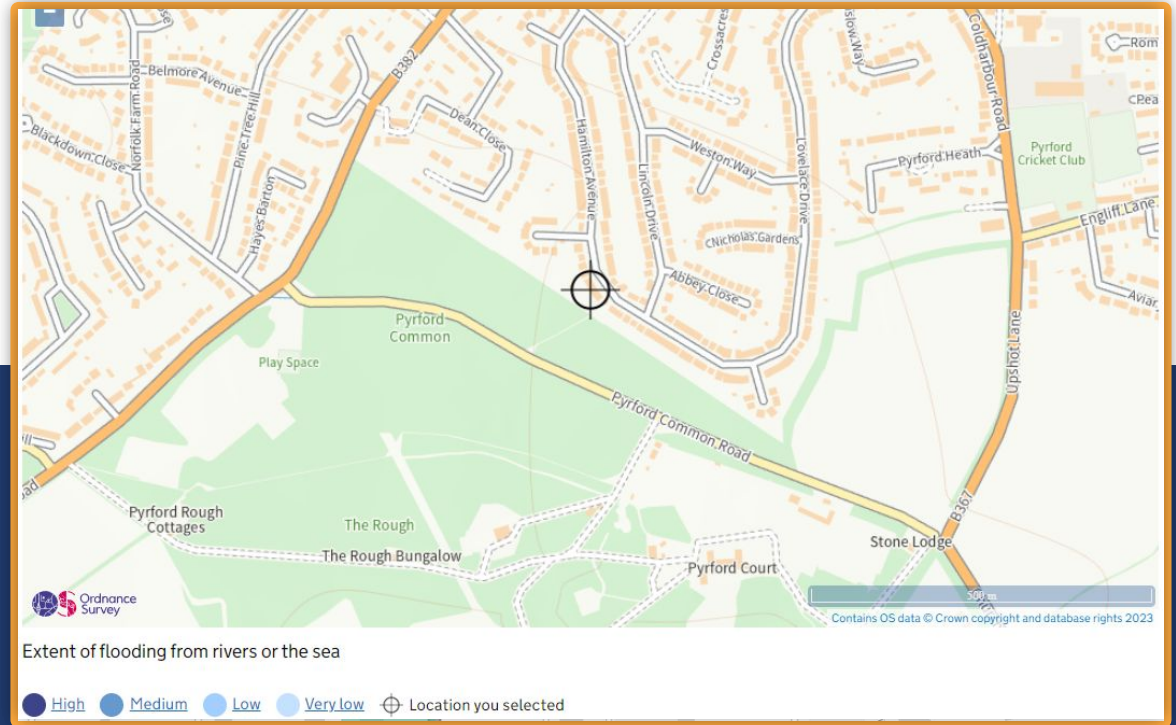 B382
Crossacres
slow Way
Coldharbour Road
Rom
Belmore Avenue
Norfolk Farm Road
Pine Tree Hill
Dean Close
Hamilton Avenue
Lincoln Drive
Weston Way
Lovelace Drive
Pyrford Heath
Pyrford
Cricket Club
Blackdown Close
Hayes Barton
Nicholas Gardens
Engliff Lane
Abbey Close
Aviar
Pyrford
Common
Play Space
Upshot Lane
Pyrford Common Road
B367
Pyrford Rough
Cottages
The Rough
Stone Lodge
The Rough Bungalow
Pyrford Court
Ordnance
Survey
500 m
Contains OS data © Crown copyright and database rights 2023
Extent of flooding from rivers or the sea
High Medium Low Very low Location you selected